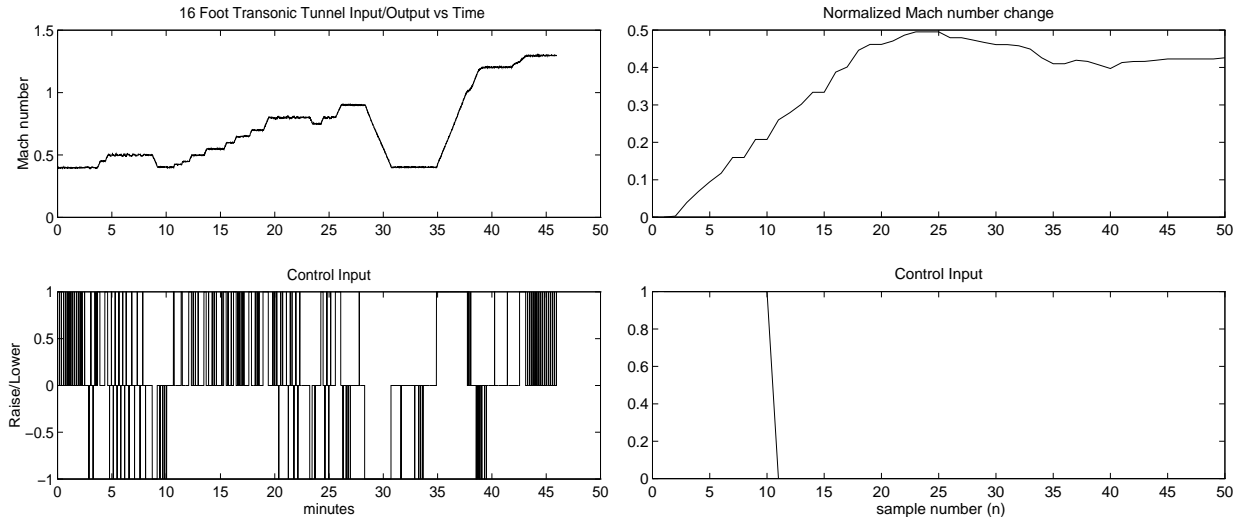 16 Foot Transonic Tunnel Input/Output vs Time
Mach number
1.5
1
0.5
0
0 5 10 15 20 25 30 35 40 45 50
Normalized Mach number change
0.5
0.4
0.3
0.2
0.1
0
0 5 10 15 20 25 30 35 40 45 50
Control Input
Raise/Lower
1
0.5
0
−0.5
−1
0 5 10 15 20 25 30 35 40 45 50
minutes
Control Input
1
0.8
0.6
0.4
0.2
0
0 5 10 15 20 25 30 35 40 45 50
sample number (n)